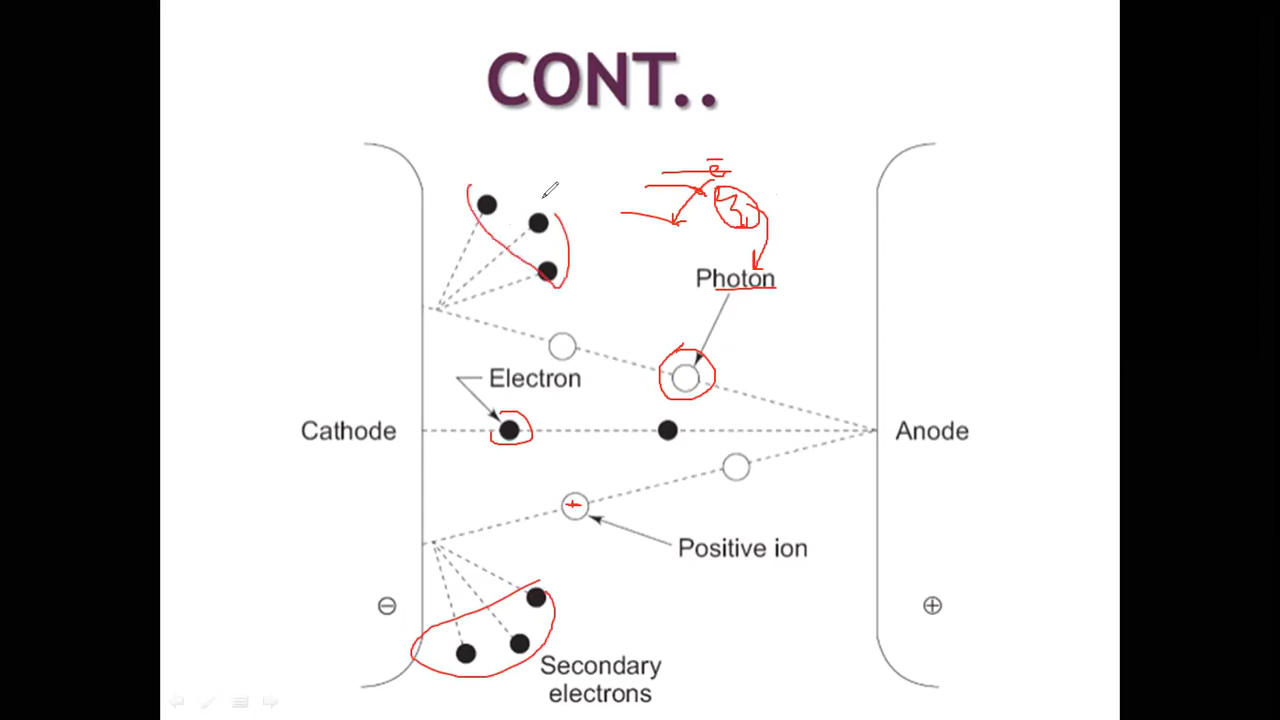 CONT..
e
Photon
Electron
Cathode
Anode
+
Positive ion
⊖
⊕
Secondary
electrons